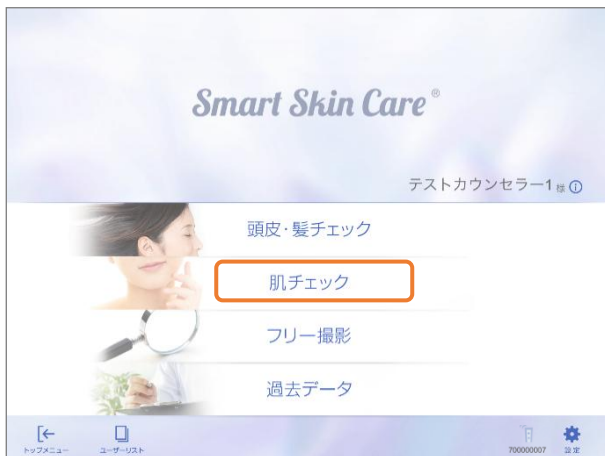 Smart Skin Care®
テストカウンセラー1 様
頭皮・髪チェック
肌チェック
フリー撮影
過去データ
トップメニュー
ユーザーリスト
700000007
設定